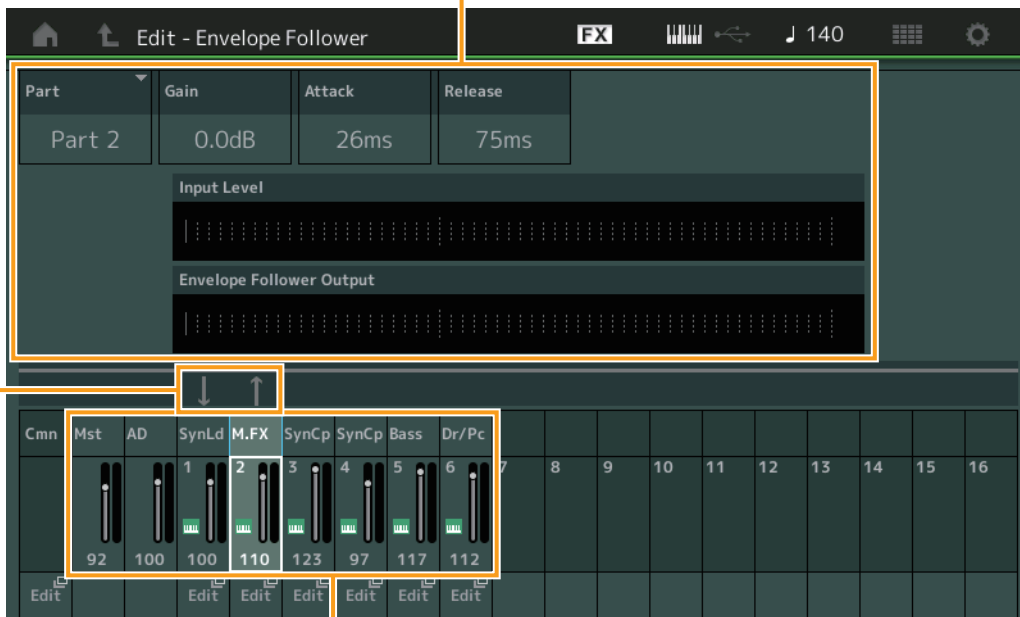 Edit - Envelope Follower FX ♩ 140
Part Gain Attack Release
Part 2 0.0dB 26ms 75ms
Input Level
Envelope Follower Output
↓ ↑
Cmn Mst AD SynLd M.FX SynCp SynCp Bass Dr/Pc
1 2 3 4 5 6 7 8 9 10 11 12 13 14 15 16
92 100 100 110 123 97 117 112
Edit Edit Edit Edit Edit Edit Edit